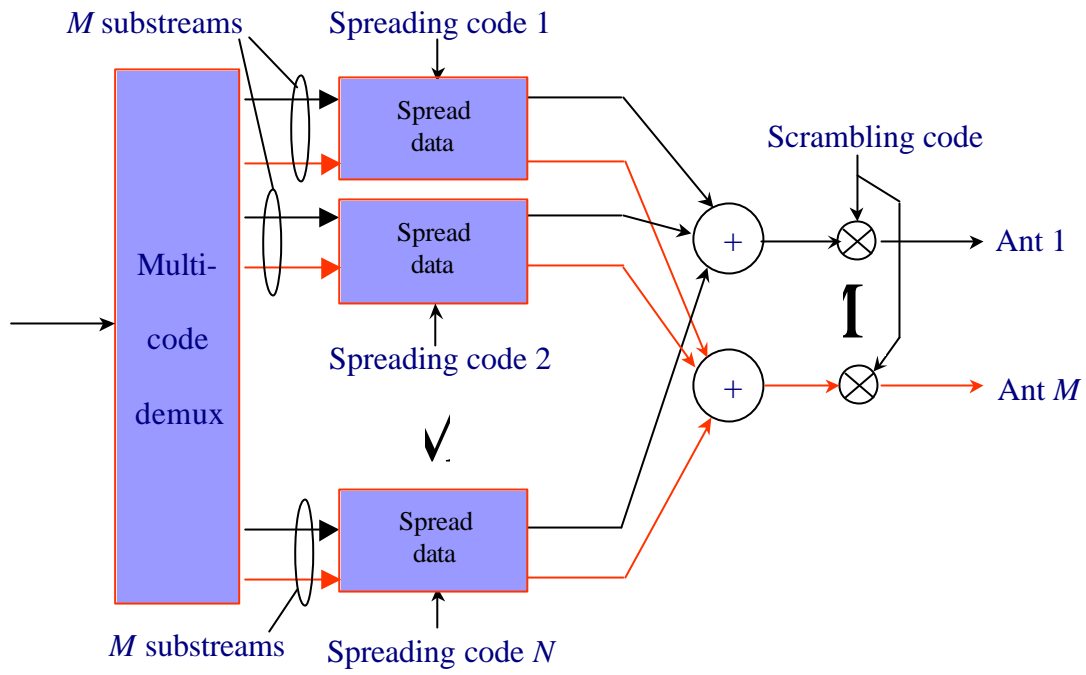 M substreams
Spreading code 1
Spread
data
Scrambling code
Spread
data
+
Ant 1
Multi-
code
demux
Spreading code 2
+
Ant M
Spread
data
M substreams
Spreading code N